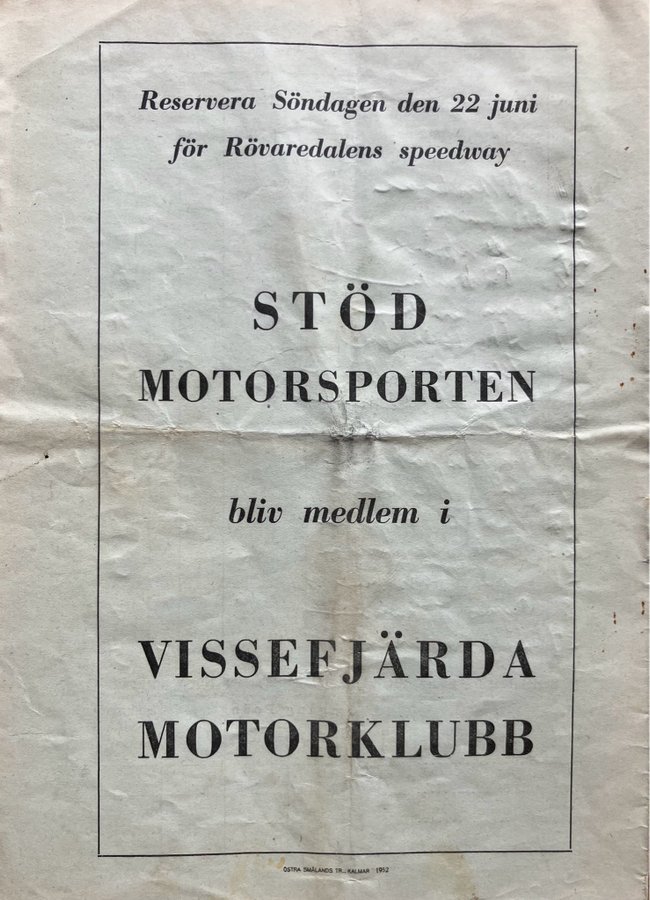 Reservera Söndagen den 22 juni
för Rövaredalens speedway
STÖD
MOTORSPORTEN
bliv medlem i
VISSEFJÄRDA
MOTORKLUBB
ÖSTRA SMÅLANDS TR., KALMAR 1952